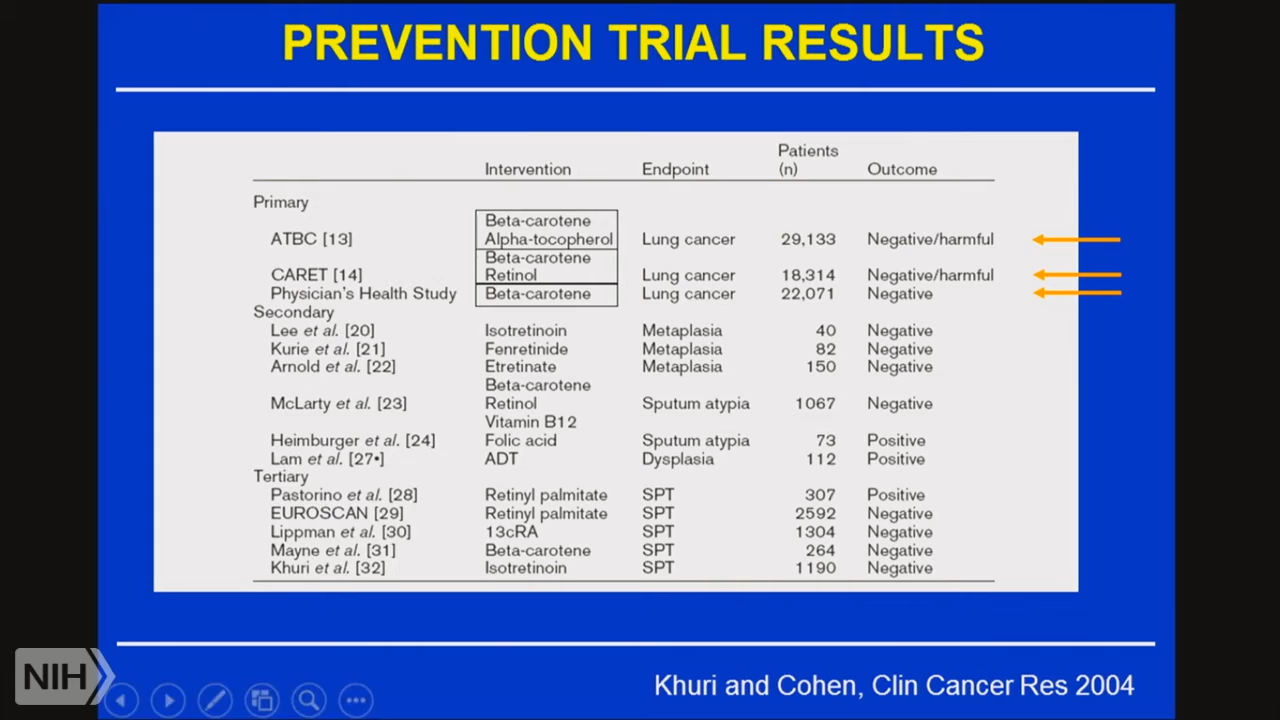 PREVENTION TRIAL RESULTS
Patients
Intervention Endpoint (n) Outcome
Primary
Beta-carotene
ATBC [13] Alpha-tocopherol Lung cancer 29,133 Negative/harmful
Beta-carotene
CARET [14] Retinol Lung cancer 18,314 Negative/harmful
Physician's Health Study Beta-carotene Lung cancer 22,071 Negative
Secondary
Lee et al. [20] Isotretinoin Metaplasia 40 Negative
Kurie et al. [21] Fenretinide Metaplasia 82 Negative
Arnold et al. [22] Etretinate Metaplasia 150 Negative
Beta-carotene
McLarty et al. [23] Retinol Sputum atypia 1067 Negative
Vitamin B12
Heimburger et al. [24] Folic acid Sputum atypia 73 Positive
Lam et al. [27•] ADT Dysplasia 112 Positive
Tertiary
Pastorino et al. [28] Retinyl palmitate SPT 307 Positive
EUROSCAN [29] Retinyl palmitate SPT 2592 Negative
Lippman et al. [30] 13cRA SPT 1304 Negative
Mayne et al. [31] Beta-carotene SPT 264 Negative
Khuri et al. [32] Isotretinoin SPT 1190 Negative
NIH
Khuri and Cohen, Clin Cancer Res 2004